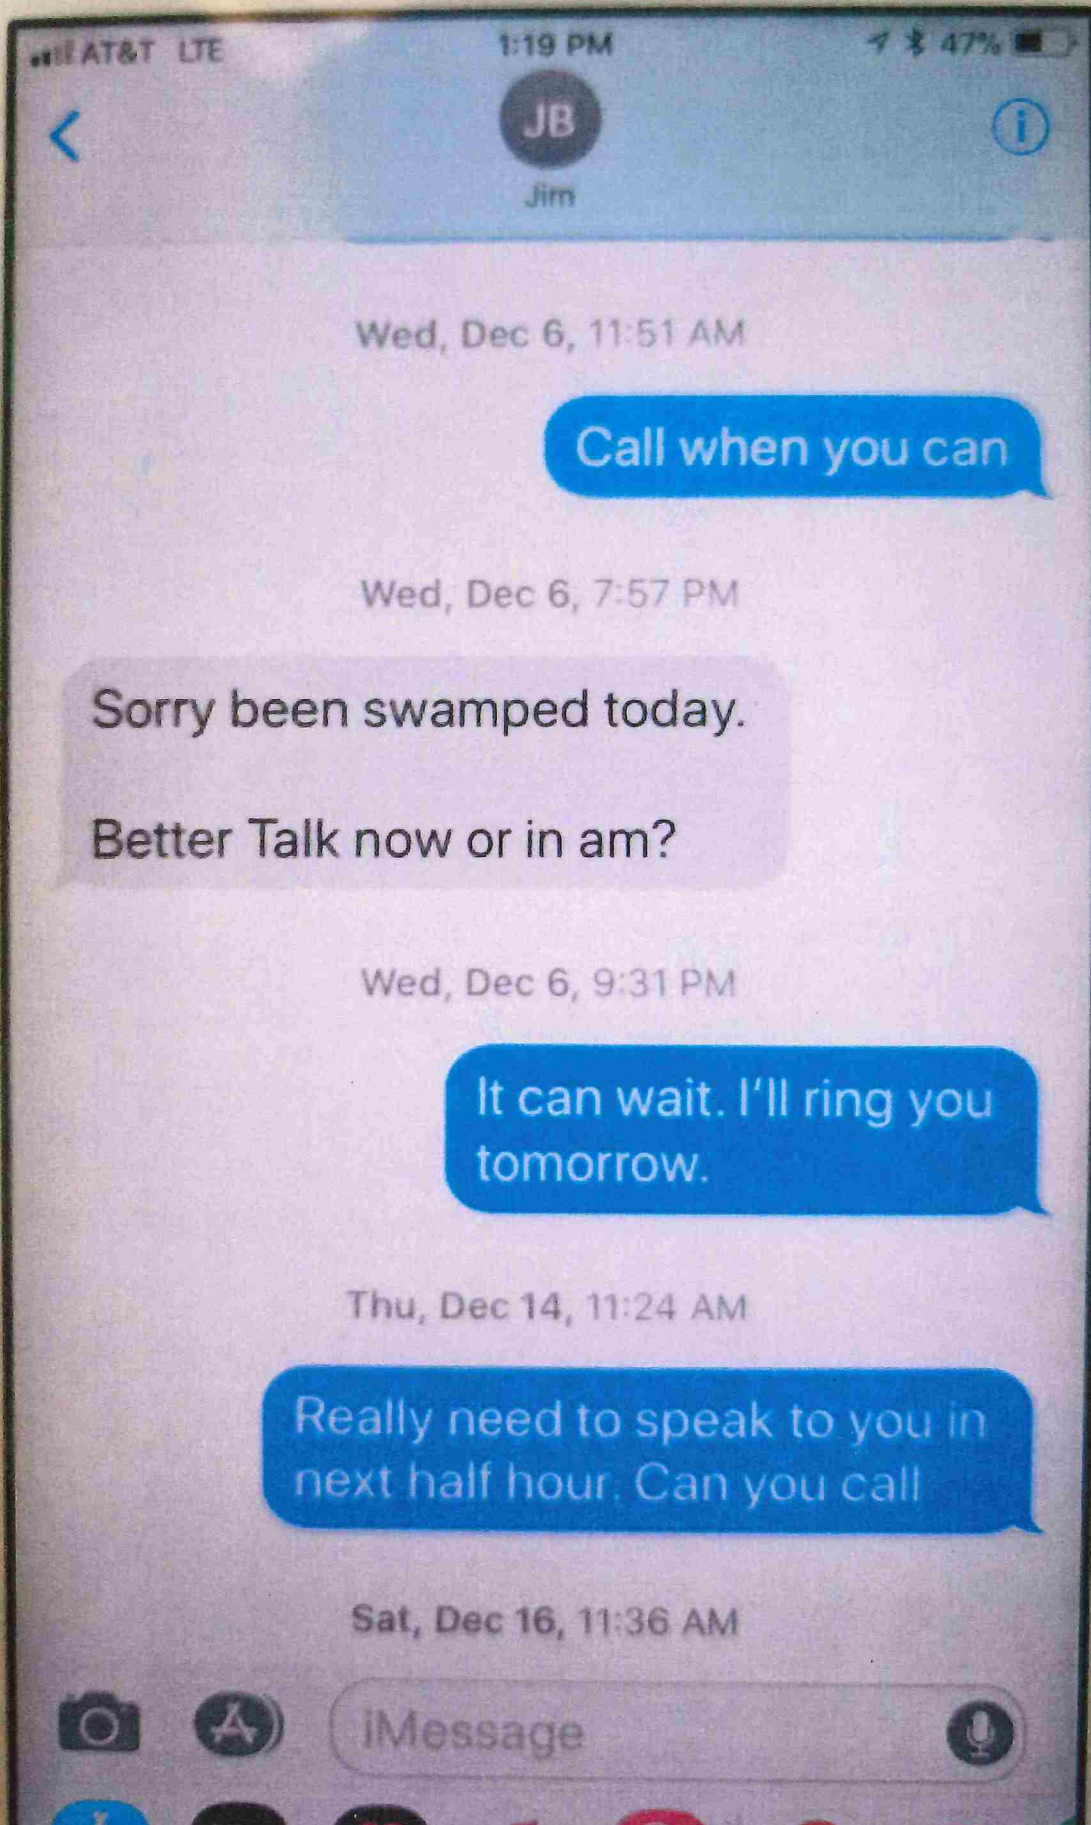 AT&T LTE 1:19 PM 47%
JB
Jim
Wed, Dec 6, 11:51 AM
Call when you can
Wed, Dec 6, 7:57 PM
Sorry been swamped today.
Better Talk now or in am?
Wed, Dec 6, 9:31 PM
It can wait. I'll ring you
tomorrow.
Thu, Dec 14, 11:24 AM
Really need to speak to you in
next half hour. Can you call
Sat, Dec 16, 11:36 AM
iMessage